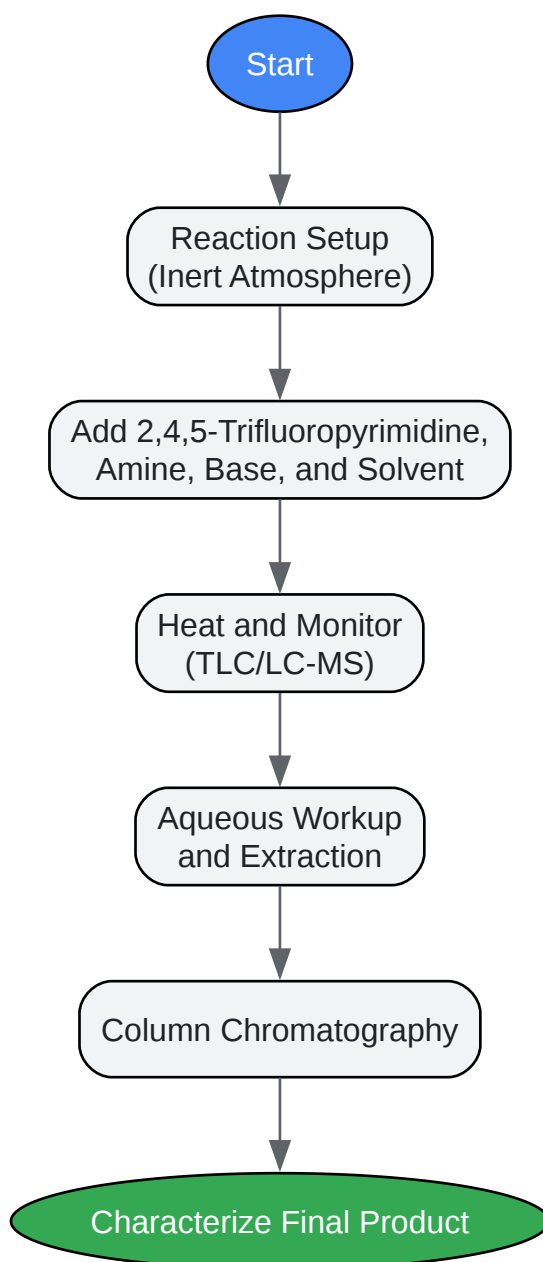 Start
Reaction Setup
(Inert Atmosphere)
Add 2,4,5-Trifluoropyrimidine,
Amine, Base, and Solvent
Heat and Monitor
(TLC/LC-MS)
Aqueous Workup
and Extraction
Column Chromatography
Characterize Final Product